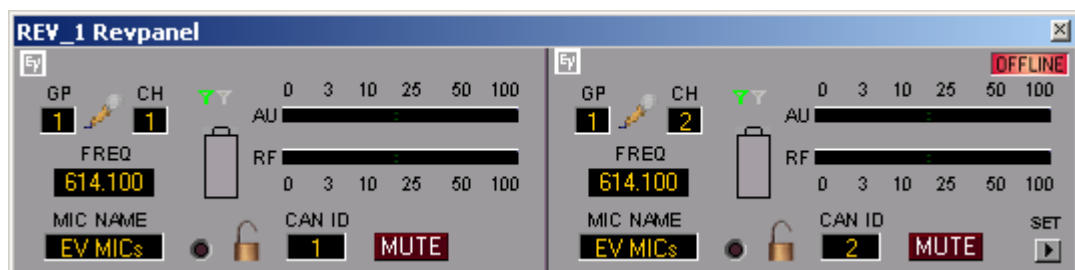 REV_1 Revpanel
EV EV OFFLINE
GP CH 0 3 10 25 50 100 GP CH 0 3 10 25 50 100
1 1 AU 1 2 AU
FREQ RF FREQ RF
614.100 0 3 10 25 50 100 614.100 0 3 10 25 50 100
MIC NAME CAN ID MIC NAME CAN ID SET
EV MICs 1 MUTE EV MICs 2 MUTE